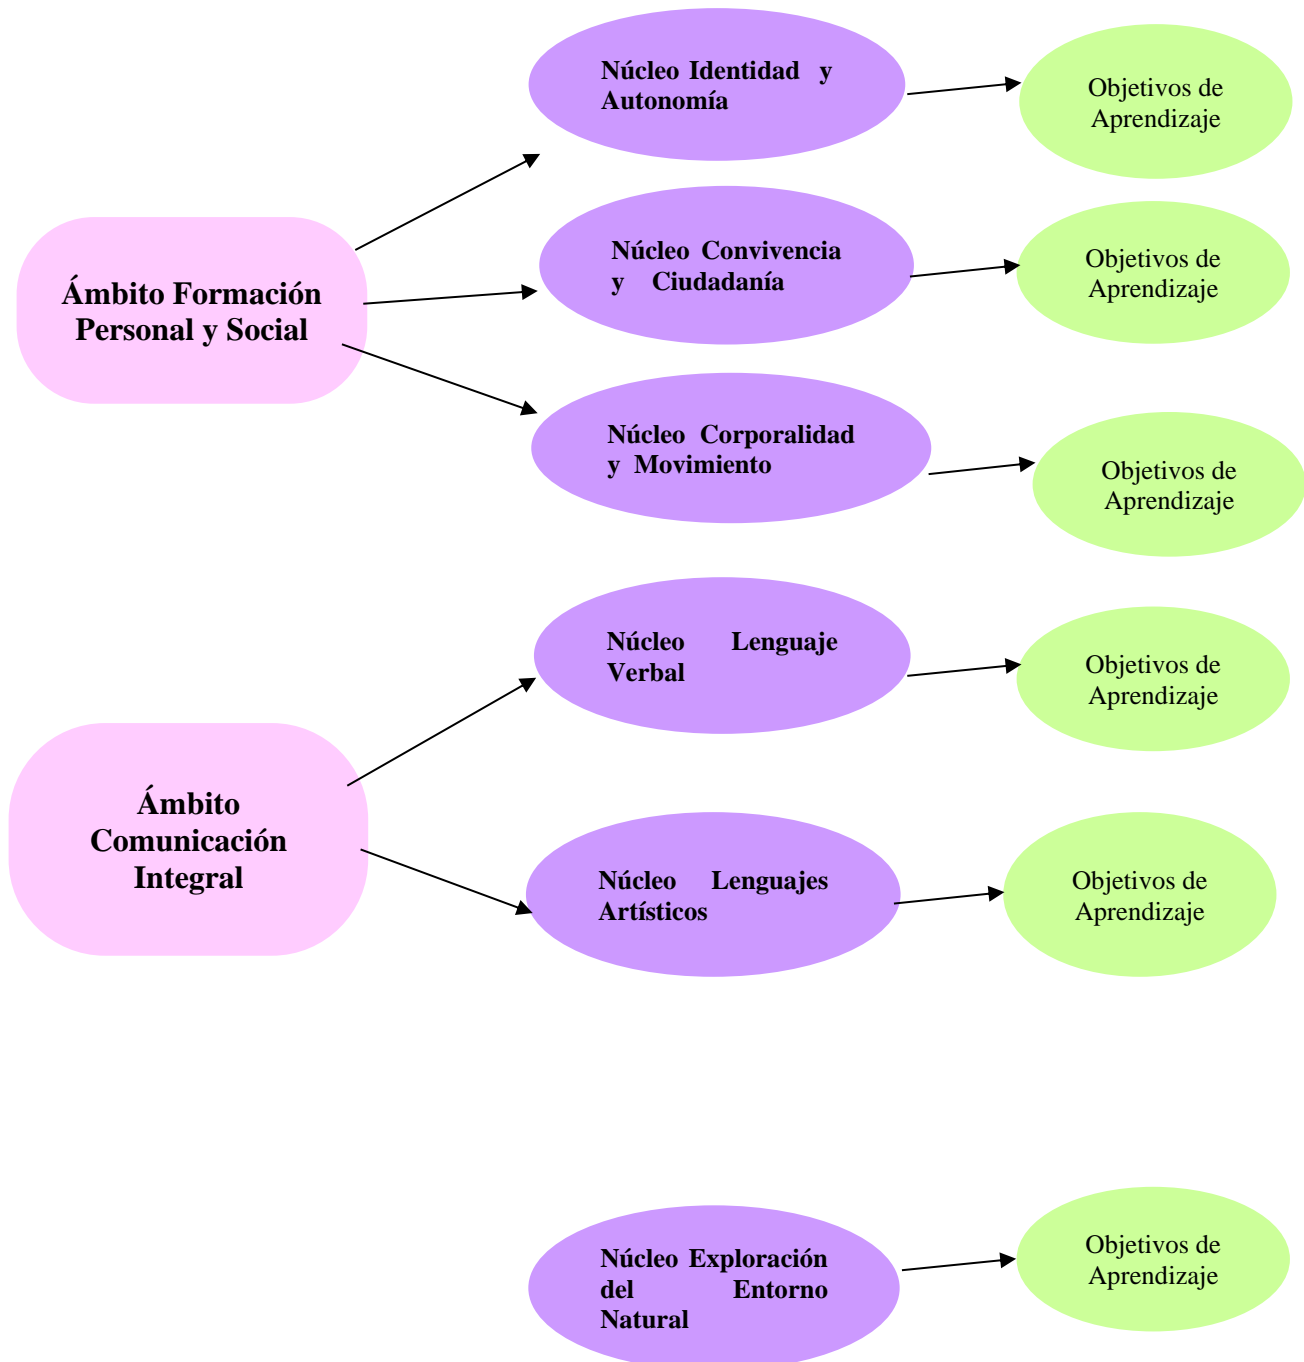 Núcleo Identidad y
Autonomía
Objetivos de
Aprendizaje
Ámbito Formación
Personal y Social
Núcleo Convivencia
y Ciudadanía
Objetivos de
Aprendizaje
Núcleo Corporalidad
y Movimiento
Objetivos de
Aprendizaje
Núcleo Lenguaje
Verbal
Objetivos de
Aprendizaje
Ámbito
Comunicación
Integral
Núcleo Lenguajes
Artísticos
Objetivos de
Aprendizaje
Núcleo Exploración
del Entorno
Natural
Objetivos de
Aprendizaje